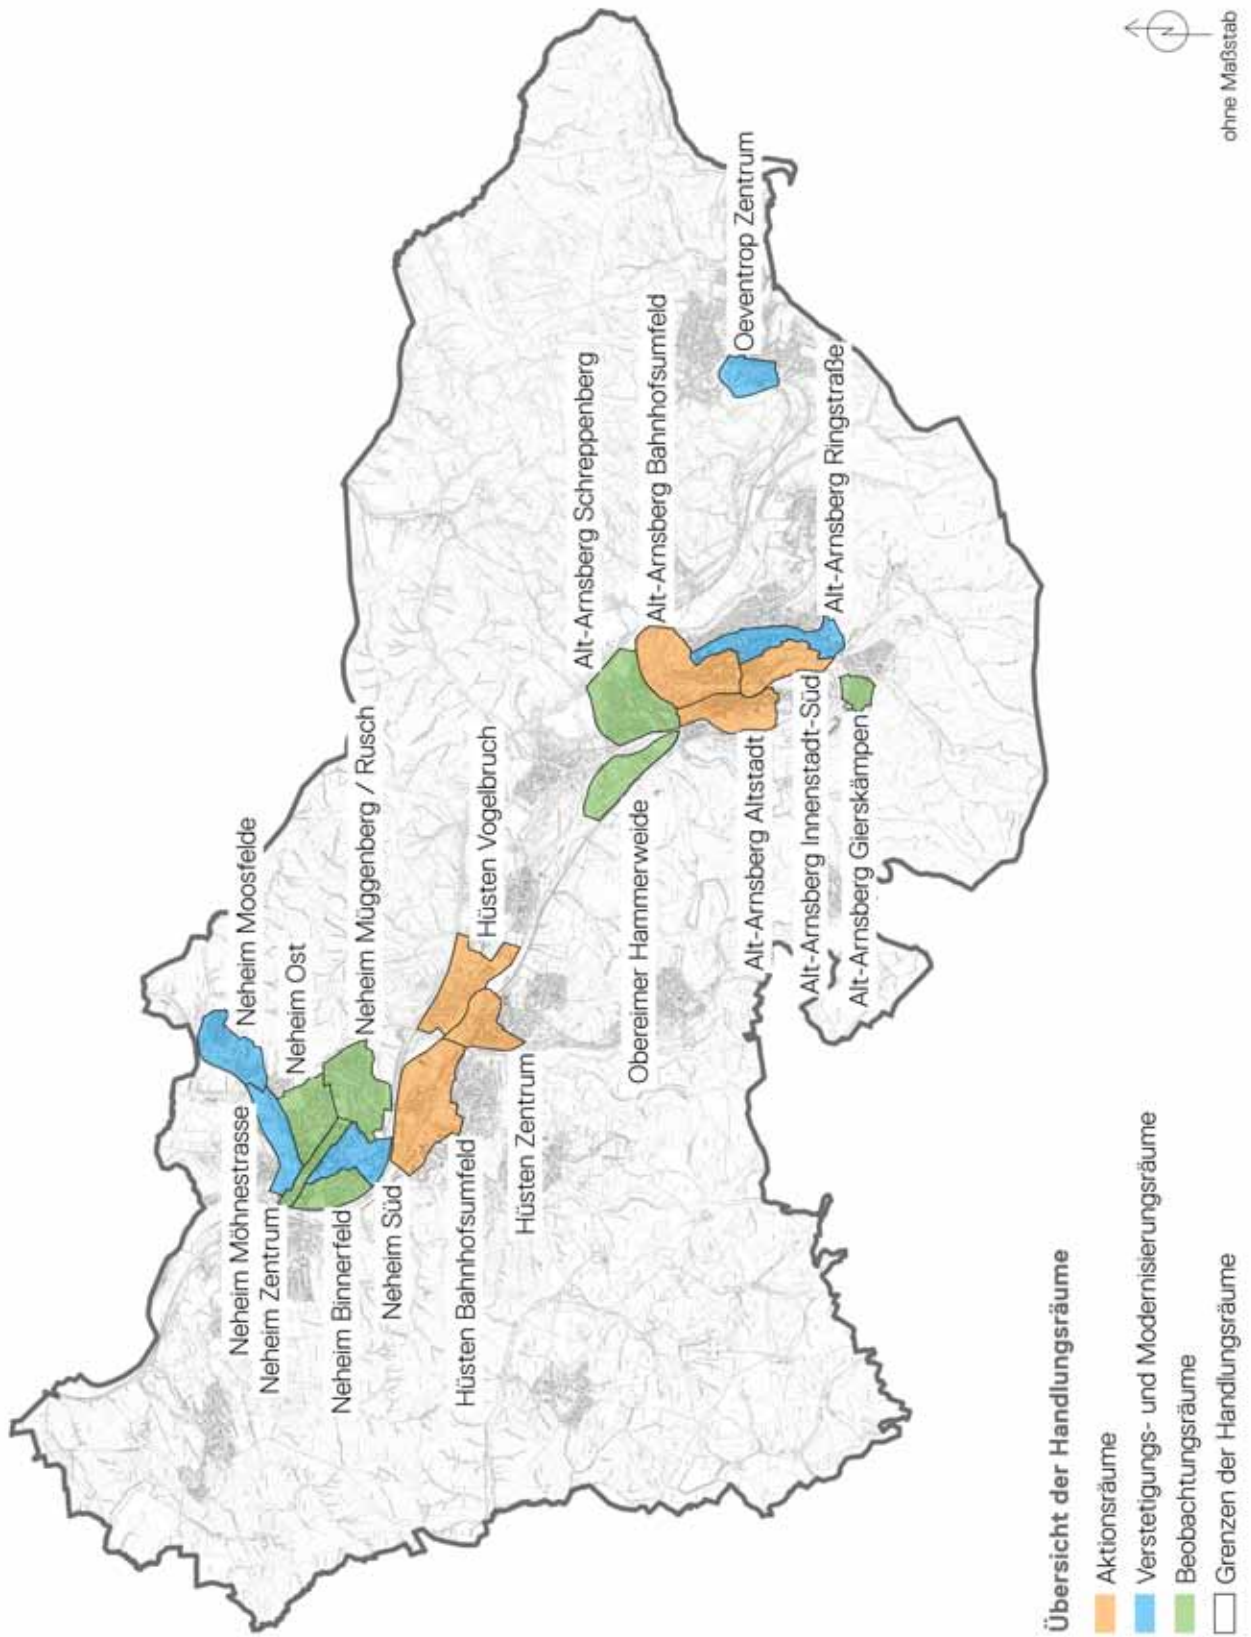 Neheim Moosfelde
Neheim Ost
Neheim Müggenberg / Rusch
Neheim Möhnestrasse
Neheim Zentrum
Neheim Binnerfeld
Neheim Süd
Hüsten Bahnhofsumfeld
Hüsten Zentrum
Hüsten Vogelbruch
Alt-Arnsberg Schreppenberg
Alt-Arnsberg Bahnhofsumfeld
Oeventrop Zentrum
Obereimer Hammerweide
Alt-Arnsberg Altstadt
Alt-Arnsberg Innenstadt-Süd
Alt-Arnsberg Gierskämpen
Alt-Arnsberg Ringstraße
Übersicht der Handlungsräume
Aktionsräume
Verstetigungs- und Modernisierungsräume
Beobachtungsräume
Grenzen der Handlungsräume
N
ohne Maßstab